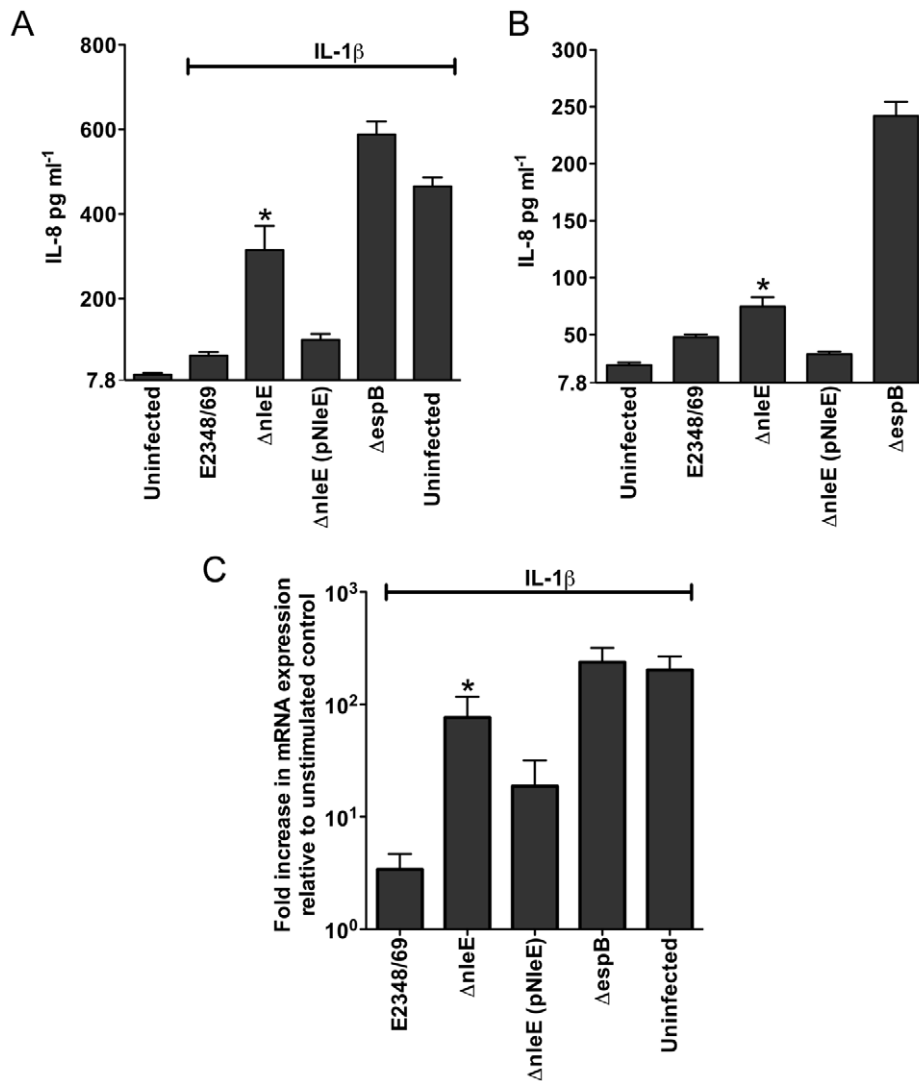 A
IL-1β
IL-8 pg ml-1
800
600
400
200
7.8
*
Uninfected
E2348/69
ΔnleE
ΔnleE (pNleE)
ΔespB
Uninfected
B
IL-8 pg ml-1
300
250
200
150
100
50
7.8
*
Uninfected
E2348/69
ΔnleE
ΔnleE (pNleE)
ΔespB
C
IL-1β
Fold increase in mRNA expression
relative to unstimulated control
10³
10²
10¹
10⁰
*
E2348/69
ΔnleE
ΔnleE (pNleE)
ΔespB
Uninfected